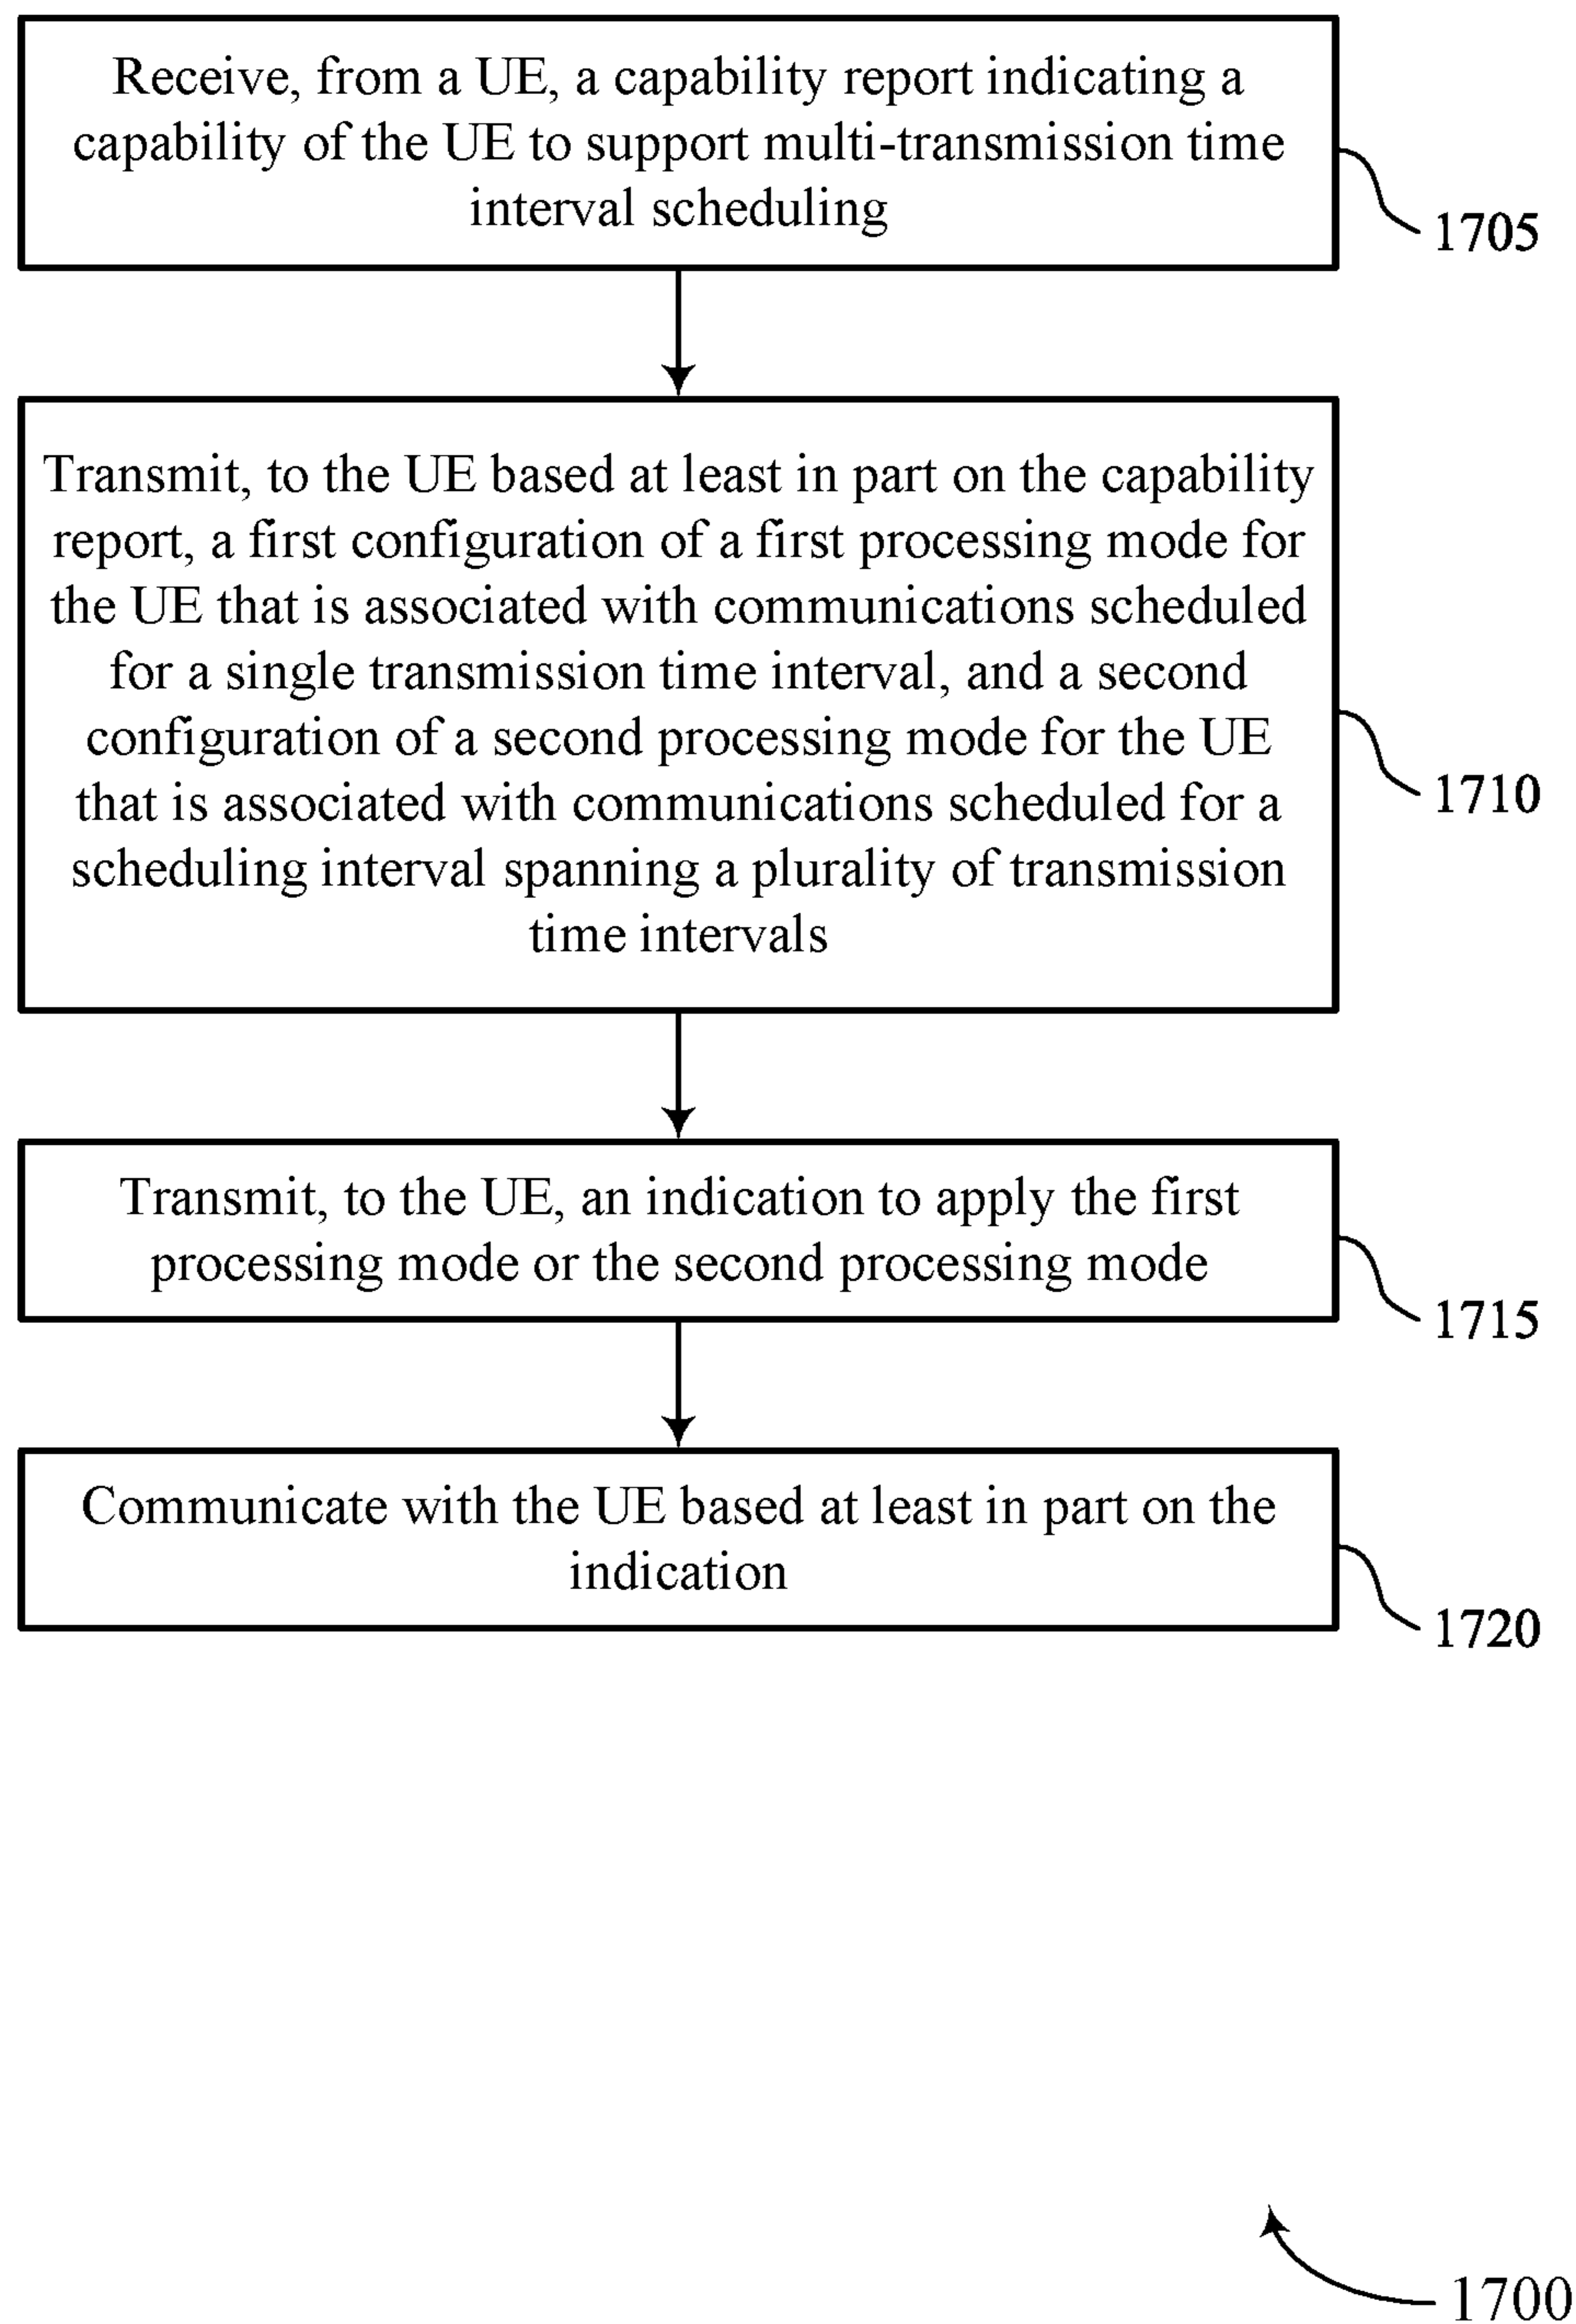 Receive, from a UE, a capability report indicating a
capability of the UE to support multi-transmission time
interval scheduling
1705
Transmit, to the UE based at least in part on the capability
report, a first configuration of a first processing mode for
the UE that is associated with communications scheduled
for a single transmission time interval, and a second
configuration of a second processing mode for the UE
that is associated with communications scheduled for a
scheduling interval spanning a plurality of transmission
time intervals
1710
Transmit, to the UE, an indication to apply the first
processing mode or the second processing mode
1715
Communicate with the UE based at least in part on the
indication
1720
1700